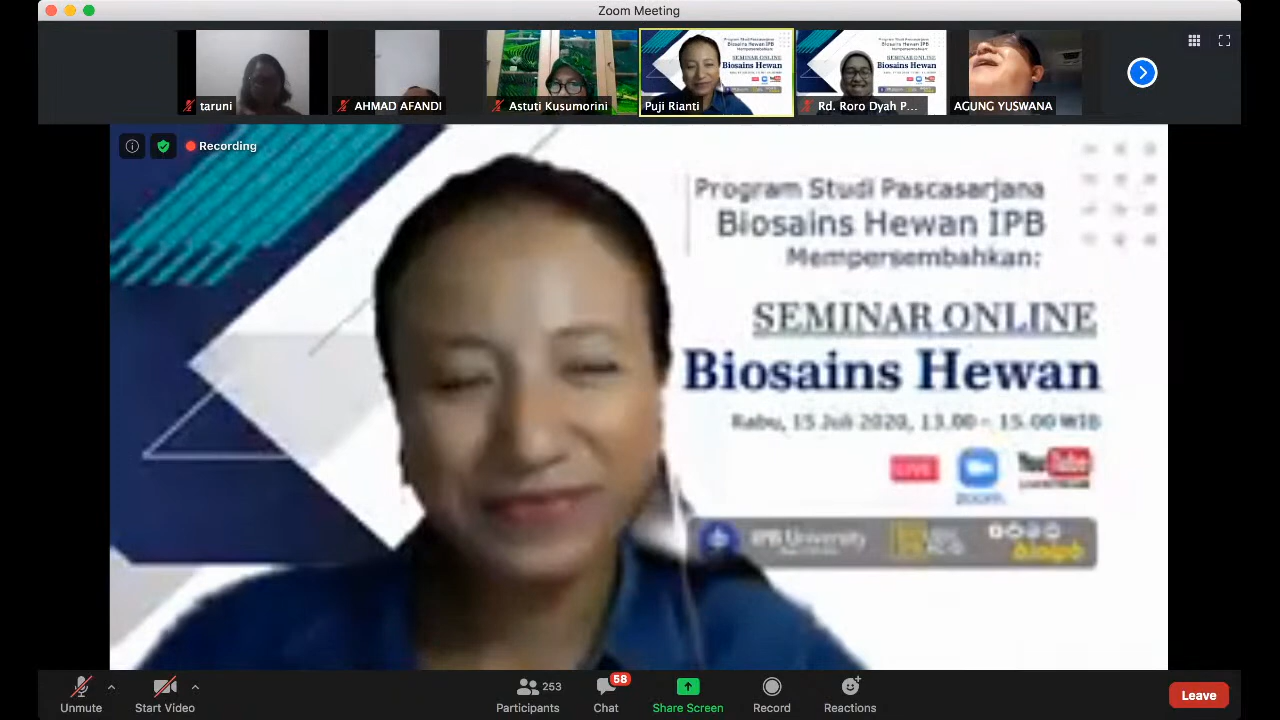 Zoom Meeting
taruni
AHMAD AFANDI
Astuti Kusumorini
Puji Rianti
Rd. Roro Dyah P...
AGUNG YUSWANA
Recording
Program Studi Pascasarjana
Biosains Hewan IPB
Mempersembahkan:
SEMINAR ONLINE
Biosains Hewan
Rabu, 15 Juli 2020, 13.00 - 15.00 WIB
LIVE
zoom
YouTube
IPB University
Unmute
Start Video
253
Participants
58
Chat
Share Screen
Record
Reactions
Leave